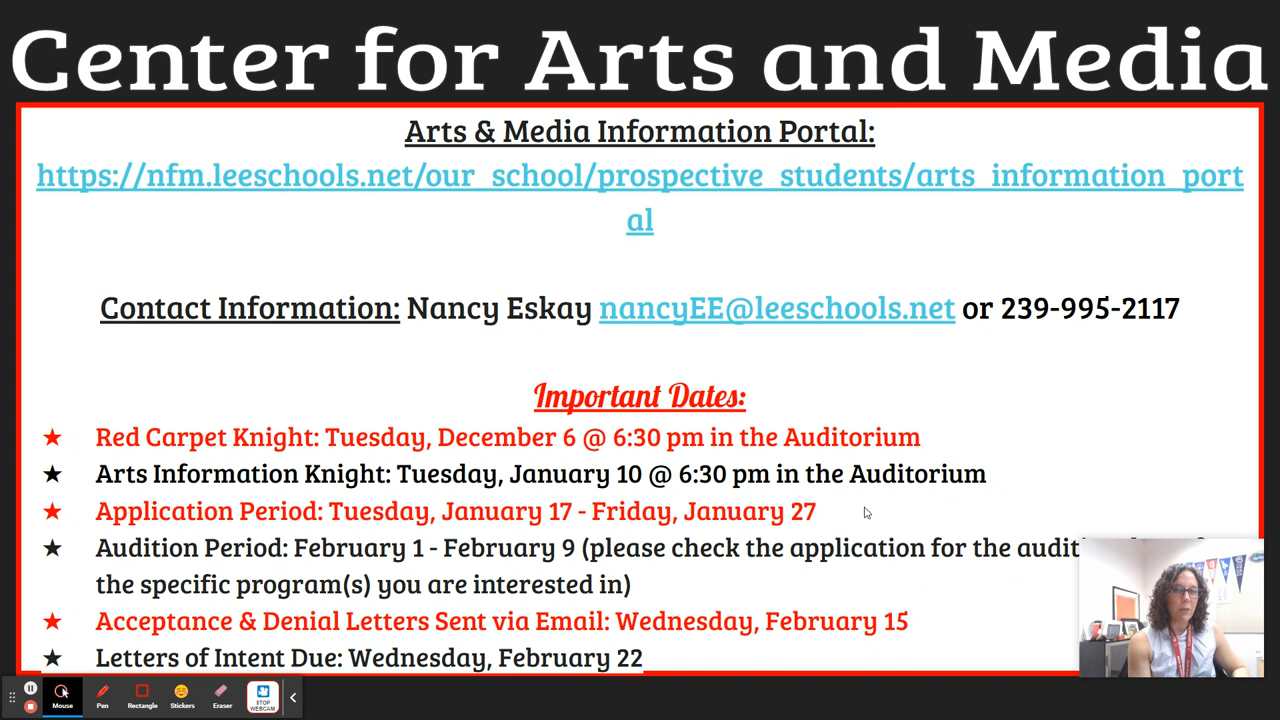 Center for Arts and Media
Arts & Media Information Portal:
https://nfm.leeschools.net/our_school/prospective_students/arts_information_port
al
Contact Information: Nancy Eskay nancyEE@leeschools.net or 239-995-2117
Important Dates:
★ Red Carpet Knight: Tuesday, December 6 @ 6:30 pm in the Auditorium
★ Arts Information Knight: Tuesday, January 10 @ 6:30 pm in the Auditorium
★ Application Period: Tuesday, January 17 - Friday, January 27
★ Audition Period: February 1 - February 9 (please check the application for the
the specific program(s) you are interested in)
★ Acceptance & Denial Letters Sent via Email: Wednesday, February 15
★ Letters of Intent Due: Wednesday, February 22
Mouse Pen Rectangle Stickers Eraser STOP WEBCAM